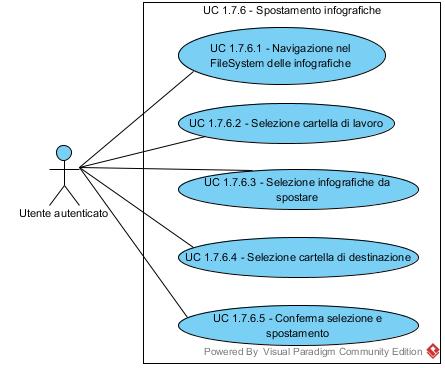 UC 1.7.6 - Spostamento infografiche
UC 1.7.6.1 - Navigazione nel
FileSystem delle infografiche
UC 1.7.6.2 - Selezione cartella di lavoro
UC 1.7.6.3 - Selezione infografiche da
spostare
Utente autenticato
UC 1.7.6.4 - Selezione cartella di destinazione
UC 1.7.6.5 - Conferma selezione e
spostamento
Powered By Visual Paradigm Community Edition